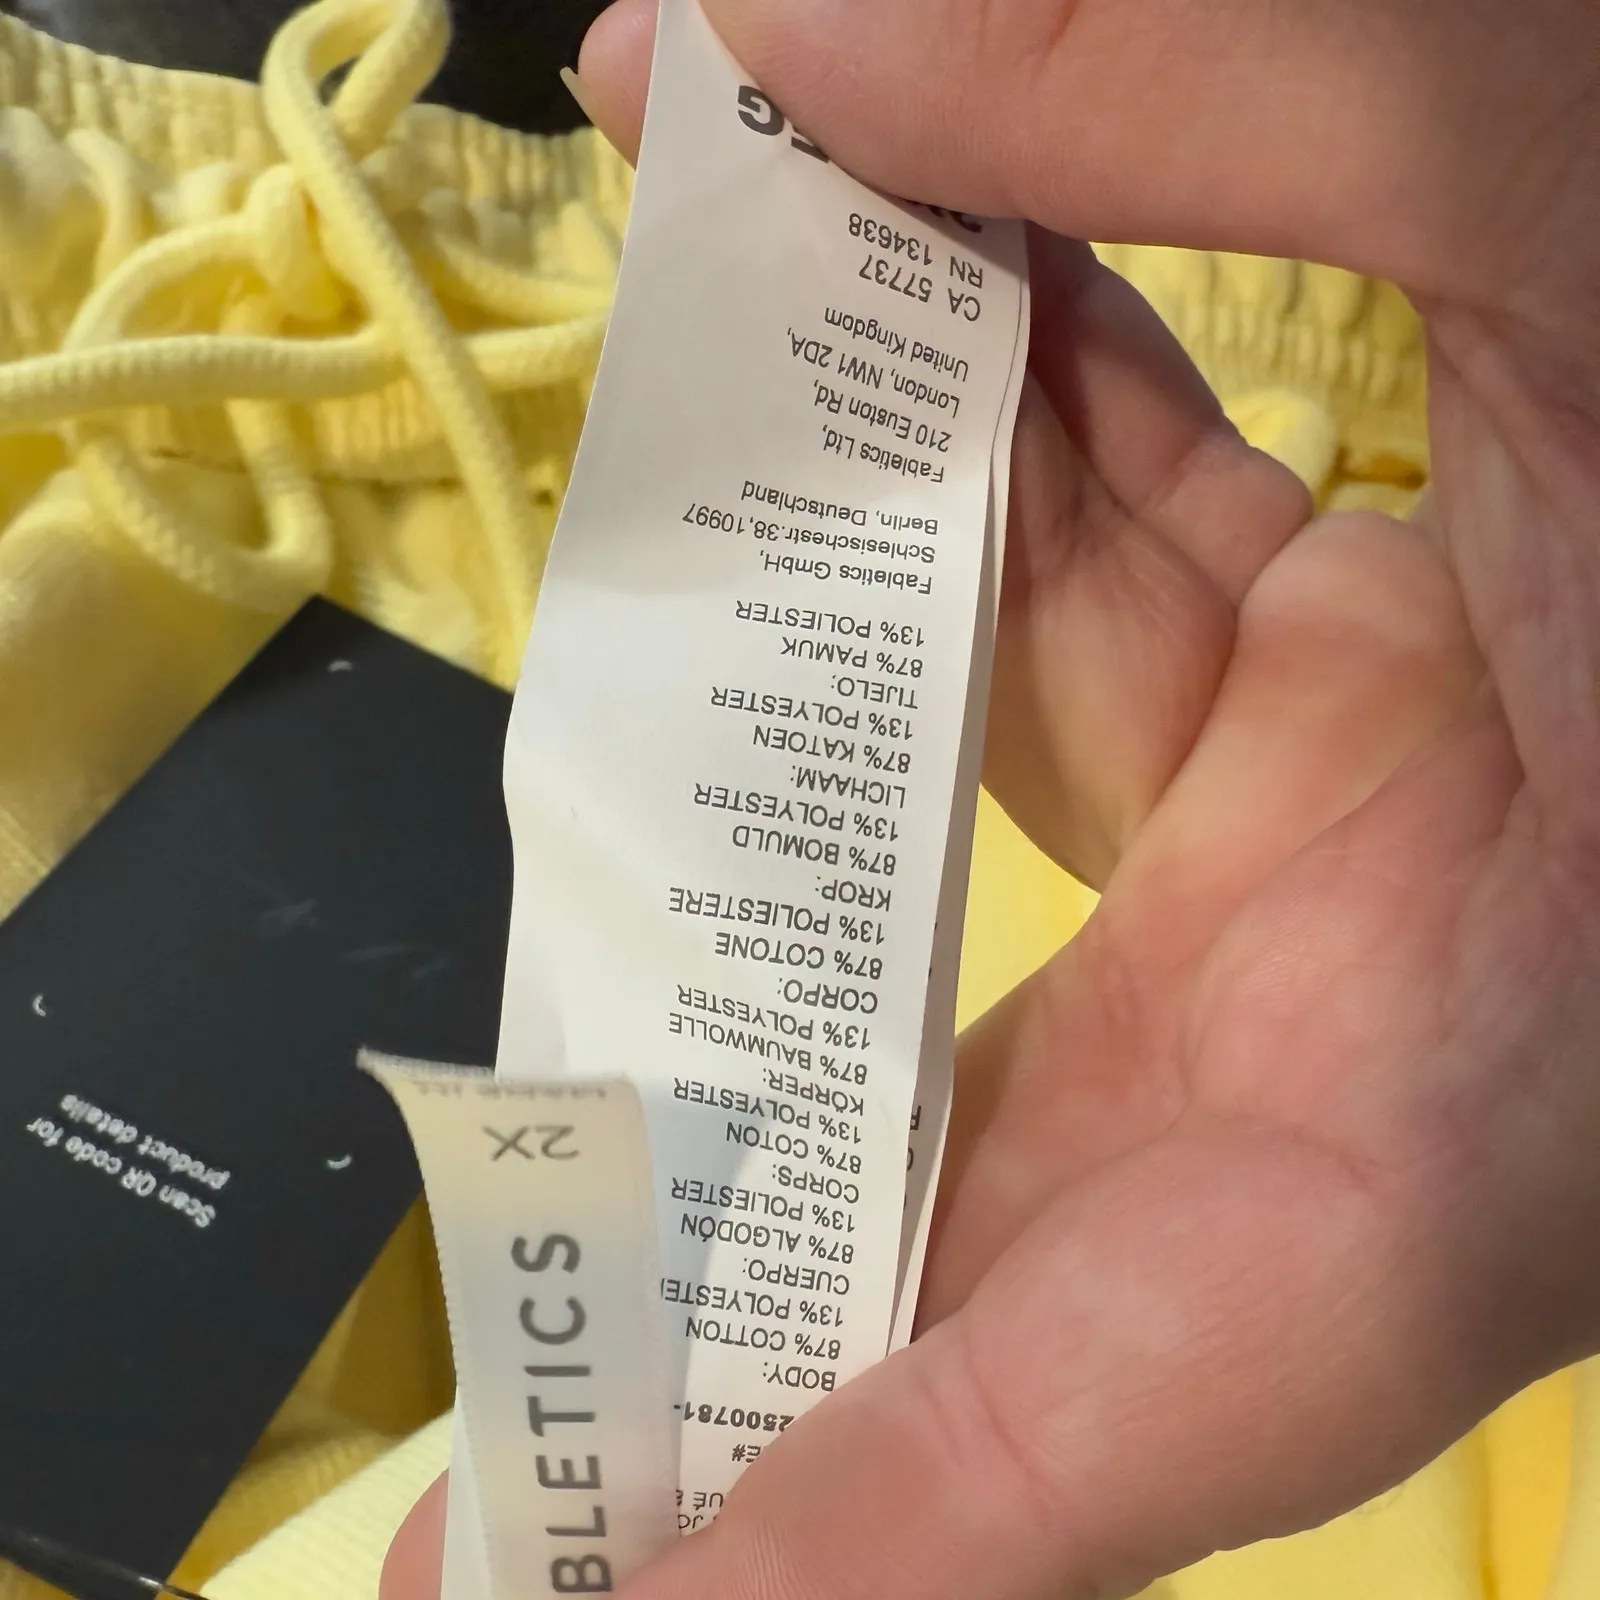 2500781-
BODY:
87% COTTON
13% POLYESTE
CUERPO:
87% ALGODÓN
13% POLIESTER
CORPS:
87% COTON
13% POLYESTER
KÖRPER:
87% BAUMWOLLE
13% POLYESTER
CORPO:
87% COTONE
13% POLIESTERE
KROP:
87% BOMULD
13% POLYESTER
LICHAAM:
87% KATOEN
13% POLYESTER
TIJELO:
87% PAMUK
13% POLIESTER
Fabletics GmbH,
Schlesischestr.38,10997
Berlin, Deutschland
Fabletics Ltd,
210 Euston Rd,
London, NW1 2DA,
United Kingdom
CA 57737
RN 134638
2X
BLETICS
Scan QR code for
product details